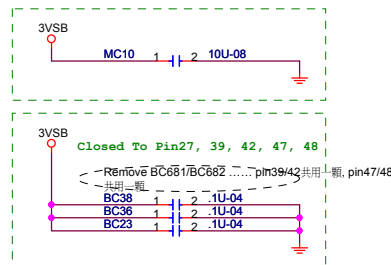 3VSB
MC10 1 2 10U-08
3VSB
Closed To Pin27, 39, 42, 47, 48
Remove BC681/BC682 ...... pin39/42共用一顆, pin47/48
共用一顆
BC38 1 2 .1U-04
BC36 1 2 .1U-04
BC23 1 2 .1U-04